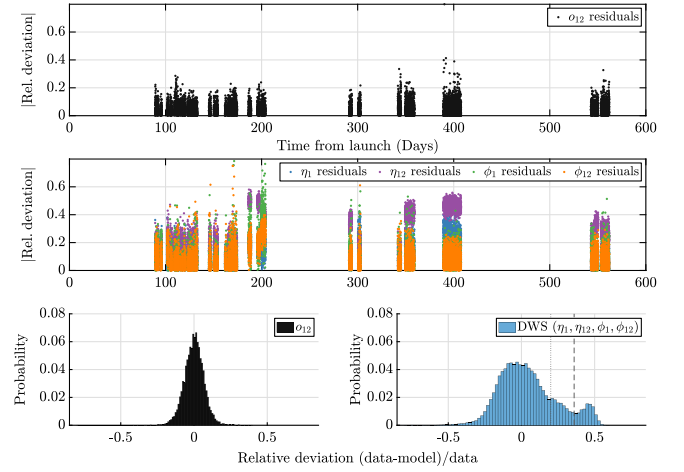 |Rel. deviation|
0.6
0.4
0.2
0
o12 residuals
0 100 200 300 400 500 600
Time from launch (Days)
|Rel. deviation|
0.6
0.4
0.2
0
η1 residuals η12 residuals ϕ1 residuals ϕ12 resiuals
0 100 200 300 400 500 600
Probability
0.08
0.06
0.04
0.02
0
o12
-0.5 0 0.5
Probability
0.08
0.06
0.04
0.02
0
DWS (η1, η12, ϕ1, ϕ12)
-0.5 0 0.5
Relative deviation (data-model)/data